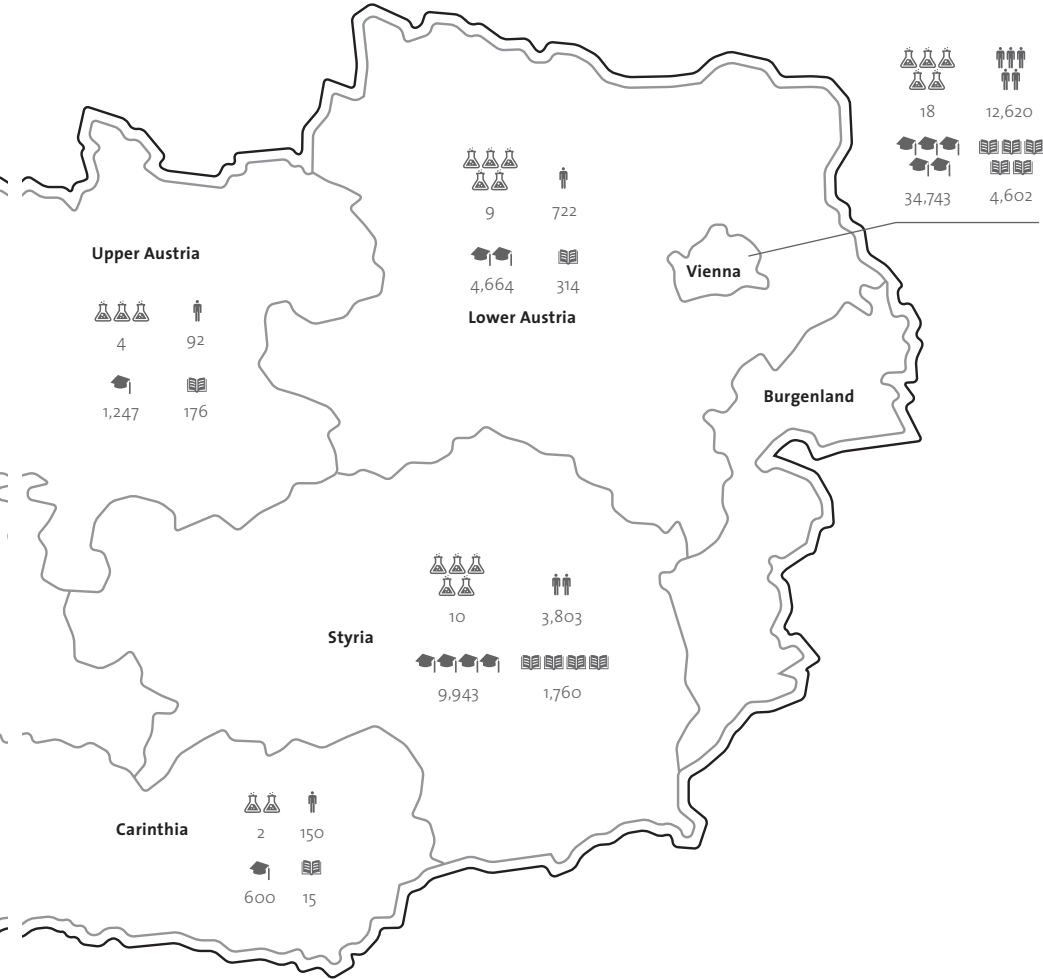 18 12,620
34,743 4,602
9 722
4,664 314
Lower Austria
Vienna
Upper Austria
4 92
1,247 176
Burgenland
10 3,803
Styria
9,943 1,760
Carinthia
2 150
600 15